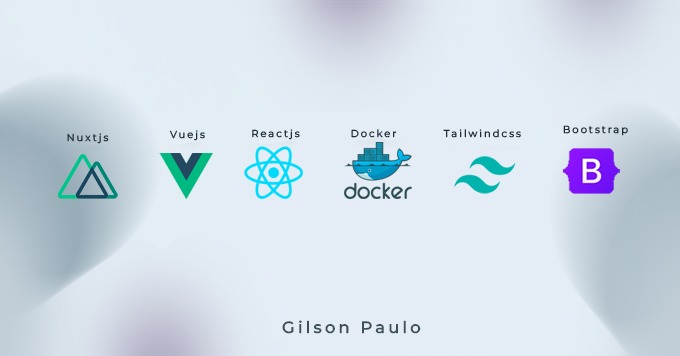 Nuxtjs
Vuejs
Reactjs
Docker
Tailwindcss
Bootstrap
docker
B
Gilson Paulo